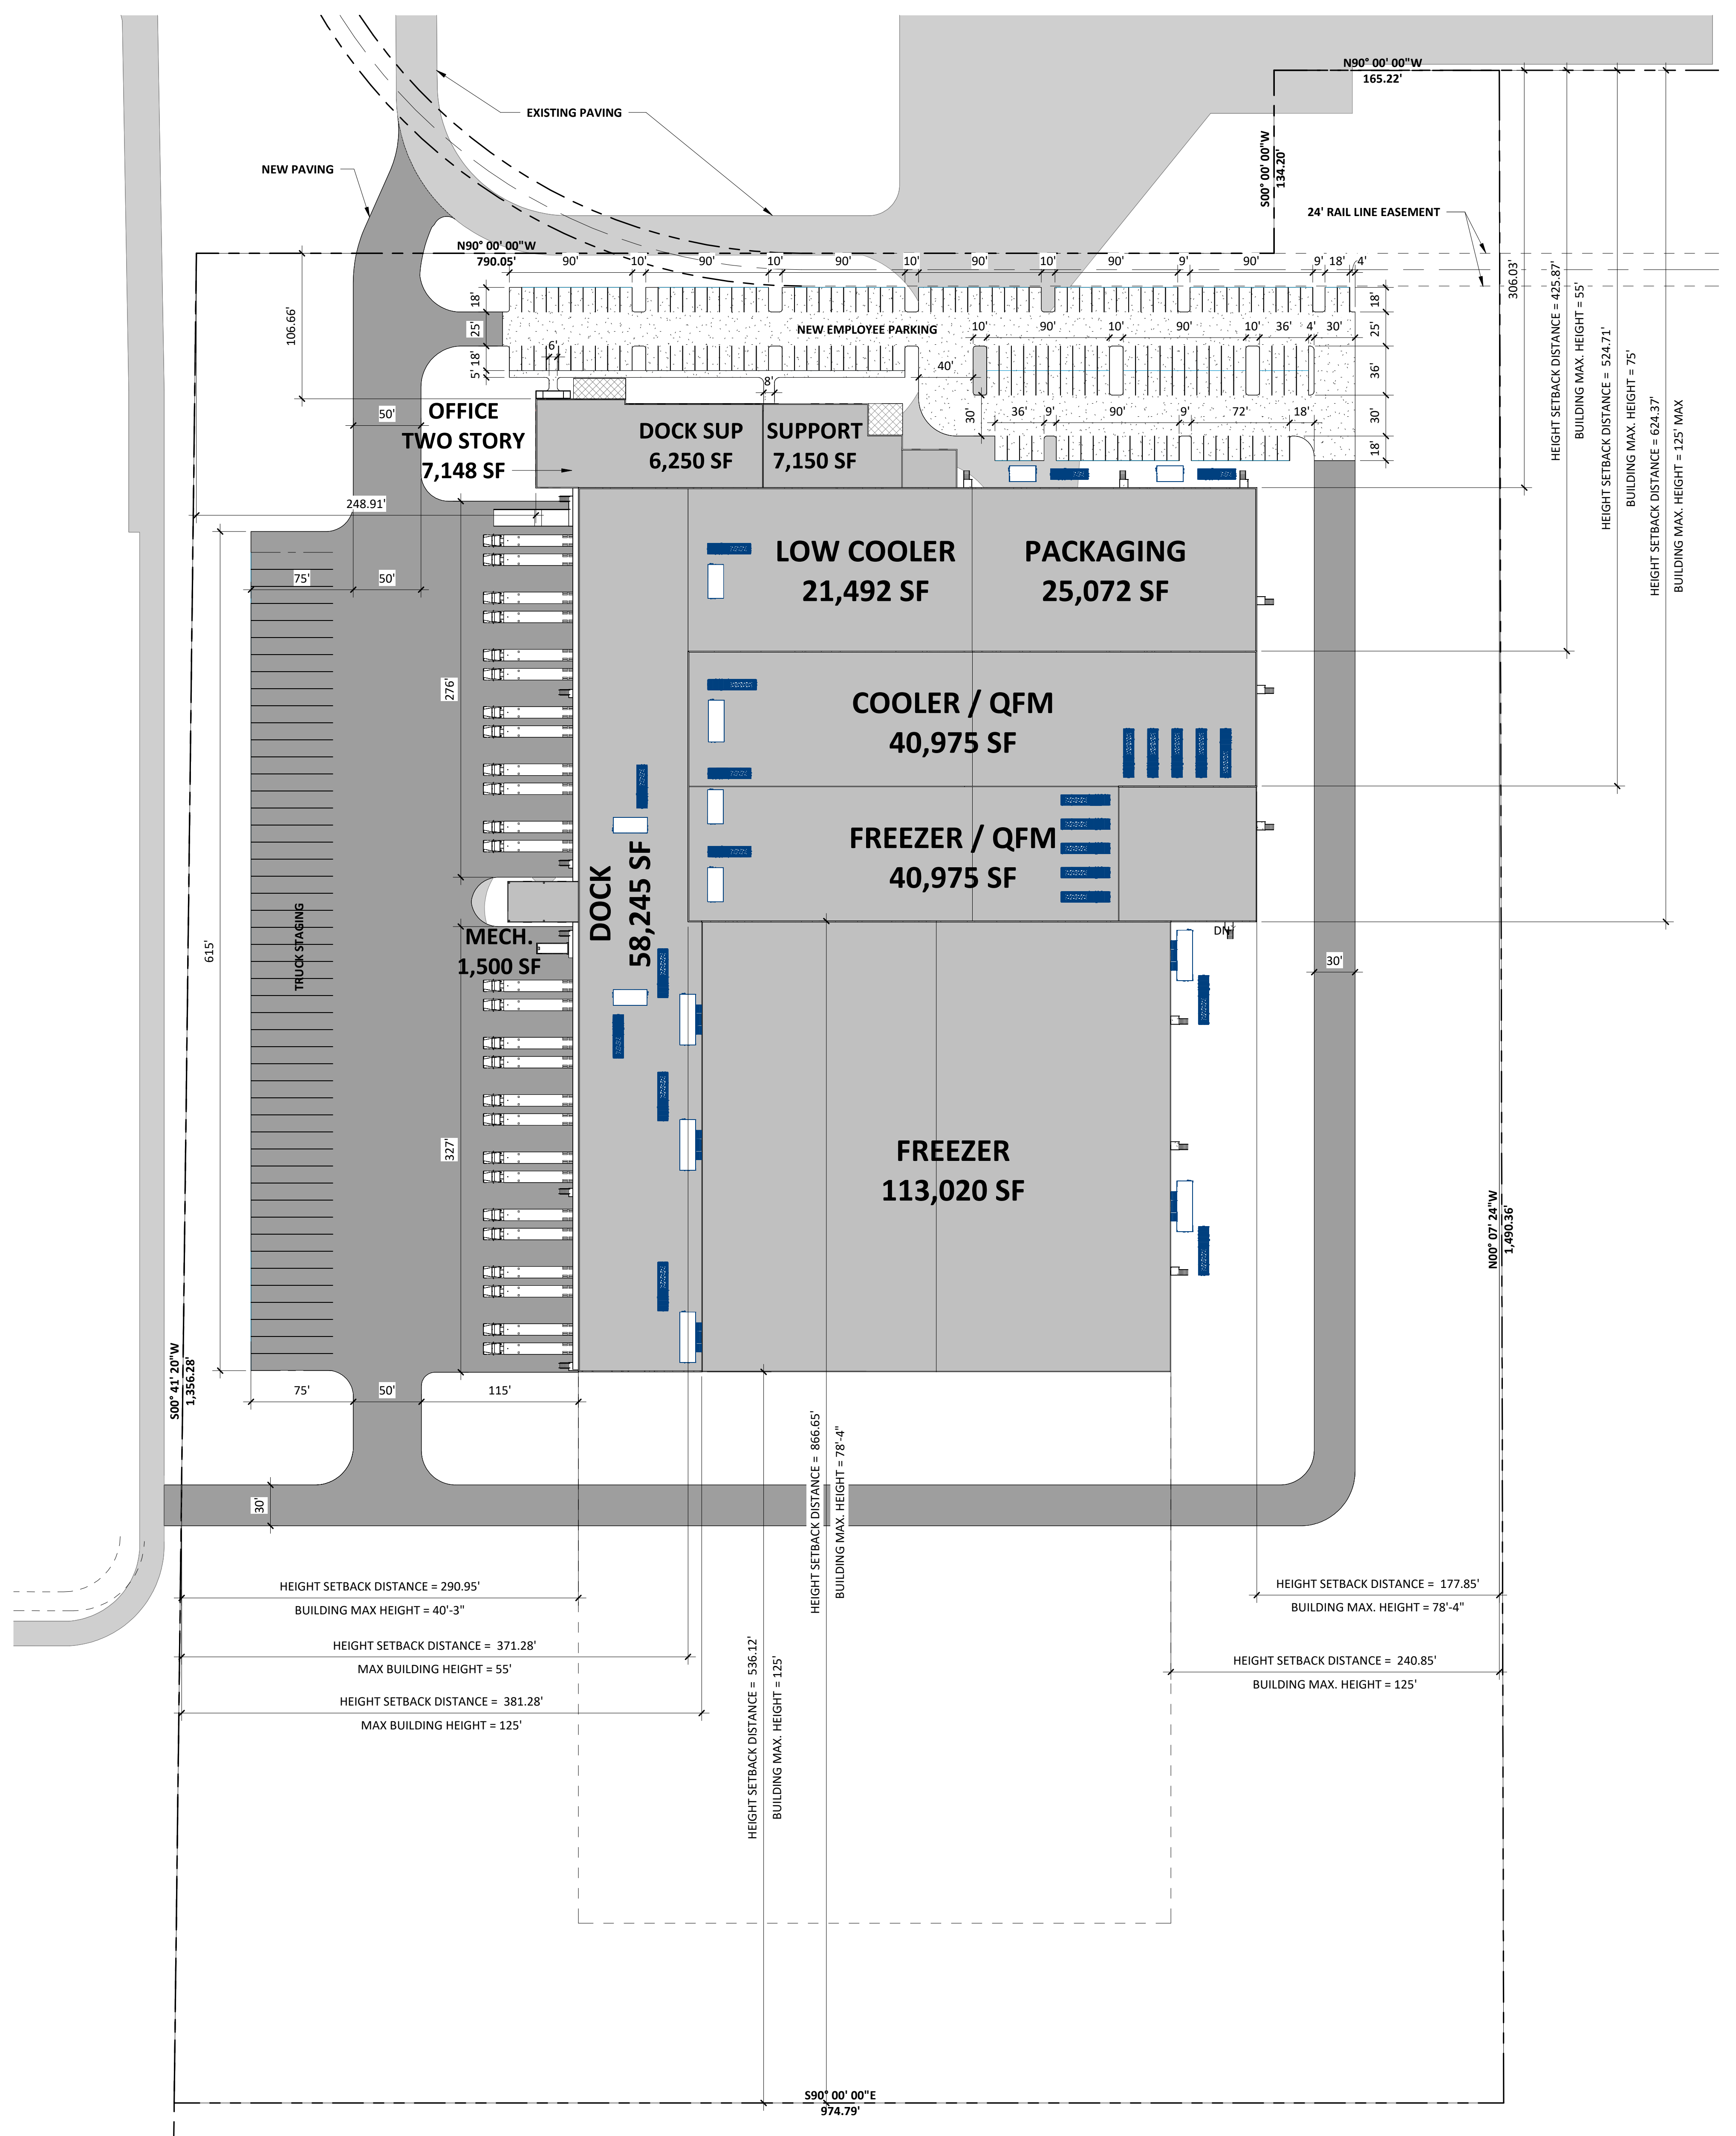 N90° 00' 00"W
165.22'
EXISTING PAVING
NEW PAVING
S00° 00' 00"W
134.20'
24' RAIL LINE EASEMENT
N90° 00' 00"W
790.05'
90'
10'
90'
10'
90'
10'
90'
10'
90'
9'
90'
9'
18'
4'
306.03'
HEIGHT SETBACK DISTANCE = 425.87'
BUILDING MAX. HEIGHT = 55'
HEIGHT SETBACK DISTANCE = 524.71'
BUILDING MAX. HEIGHT = 75'
HEIGHT SETBACK DISTANCE = 624.37'
BUILDING MAX. HEIGHT = 125' MAX
106.66'
18'
25'
18'
5'
6'
8'
NEW EMPLOYEE PARKING
10'
90'
10'
90'
10'
36'
4'
30'
18'
25'
36'
30'
18'
40'
30'
36'
9'
90'
9'
72'
18'
50'
OFFICE
TWO STORY
7,148 SF
DOCK SUP
6,250 SF
SUPPORT
7,150 SF
248.91'
75'
50'
LOW COOLER
21,492 SF
PACKAGING
25,072 SF
276'
COOLER / QFM
40,975 SF
FREEZER / QFM
40,975 SF
DOCK
58,245 SF
615'
TRUCK STAGING
MECH.
1,500 SF
DN
30'
327'
FREEZER
113,020 SF
N00° 07' 24"W
1,490.36'
S00° 41' 20"W
1,356.28'
75'
50'
115'
30'
HEIGHT SETBACK DISTANCE = 866.65'
BUILDING MAX. HEIGHT = 78'-4"
HEIGHT SETBACK DISTANCE = 290.95'
BUILDING MAX HEIGHT = 40'-3"
HEIGHT SETBACK DISTANCE = 177.85'
BUILDING MAX. HEIGHT = 78'-4"
HEIGHT SETBACK DISTANCE = 371.28'
MAX BUILDING HEIGHT = 55'
HEIGHT SETBACK DISTANCE = 240.85'
BUILDING MAX. HEIGHT = 125'
HEIGHT SETBACK DISTANCE = 381.28'
MAX BUILDING HEIGHT = 125'
HEIGHT SETBACK DISTANCE = 536.12'
BUILDING MAX. HEIGHT = 125'
S90° 00' 00"E
974.79'